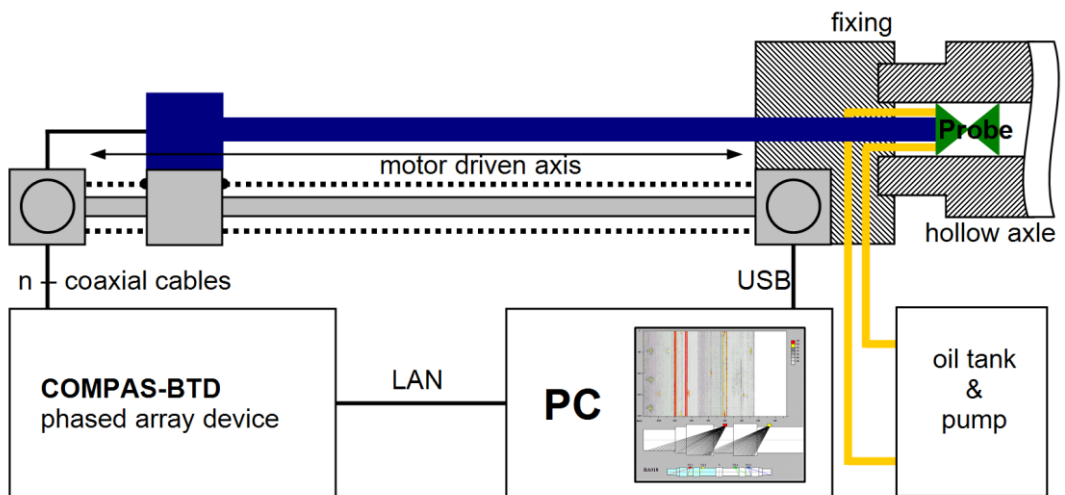 fixing
Probe
motor driven axis
hollow axle
n - coaxial cables
USB
COMPAS-BTD
phased array device
LAN
PC
oil tank
&
pump